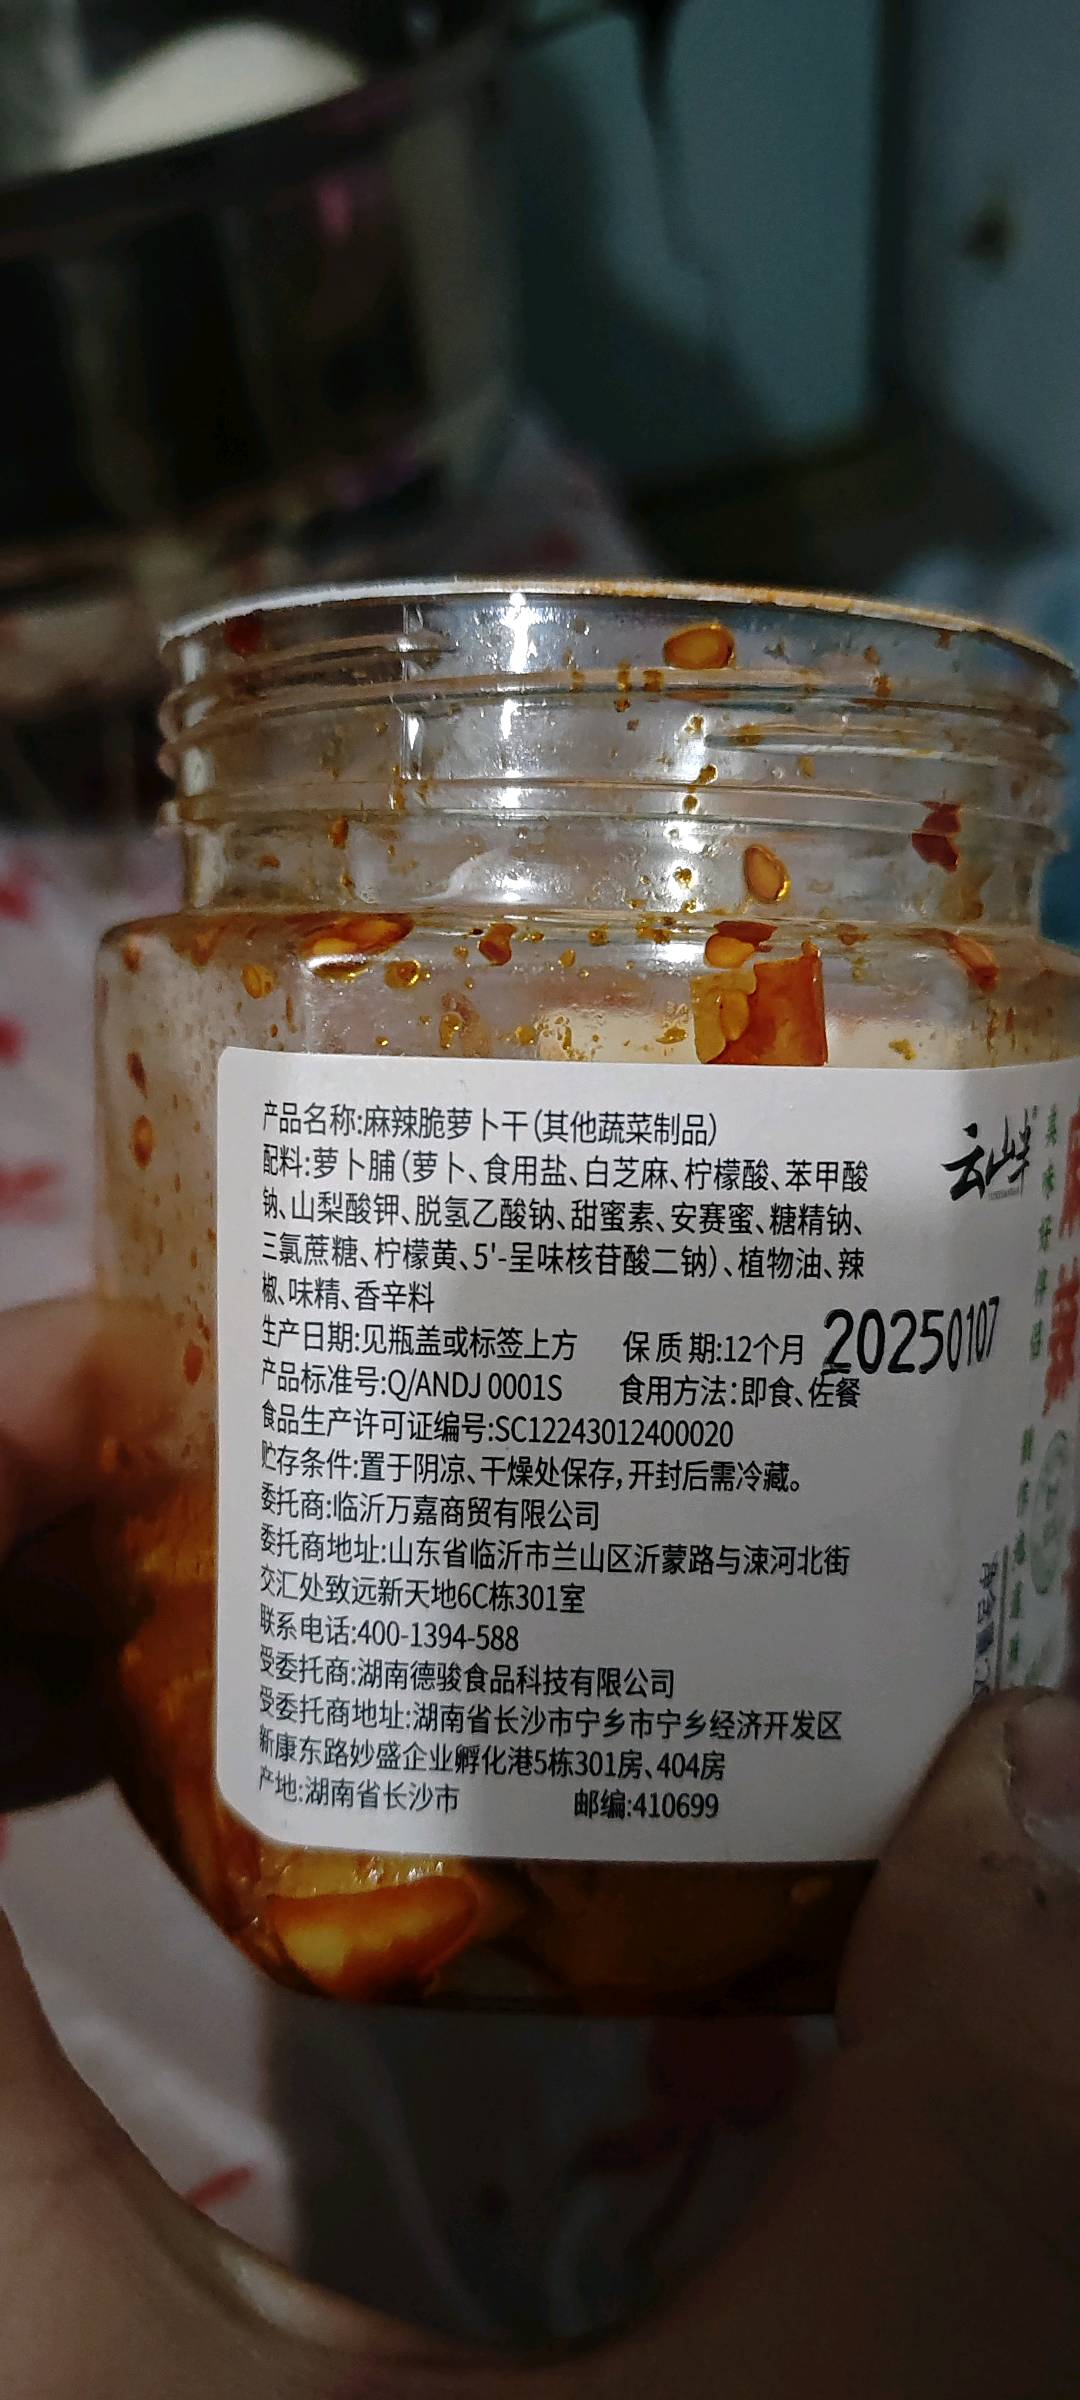 产品名称:麻辣脆萝卜干(其他蔬菜制品)
配料:萝卜脯(萝卜、食用盐、白芝麻、柠檬酸、苯甲酸
钠、山梨酸钾、脱氢乙酸钠、甜蜜素、安赛蜜、糖精钠、
三氯蔗糖、柠檬黄、5'-呈味核苷酸二钠)、植物油、辣
椒、味精、香辛料
生产日期:见瓶盖或标签上方 保质期:12个月 20250107
产品标准号:Q/ANDJ 0001S 食用方法:即食、佐餐
食品生产许可证编号:SC12243012400020
贮存条件:置于阴凉、干燥处保存,开封后需冷藏。
委托商:临沂万嘉商贸有限公司
委托商地址:山东省临沂市兰山区沂蒙路与涑河北街
交汇处致远新天地6C栋301室
联系电话:400-1394-588
受委托商:湖南德骏食品科技有限公司
受委托商地址:湖南省长沙市宁乡市宁乡经济开发区
新康东路妙盛企业孵化港5栋301房、404房
产地:湖南省长沙市 邮编:410699
云山半
真味好伴侣